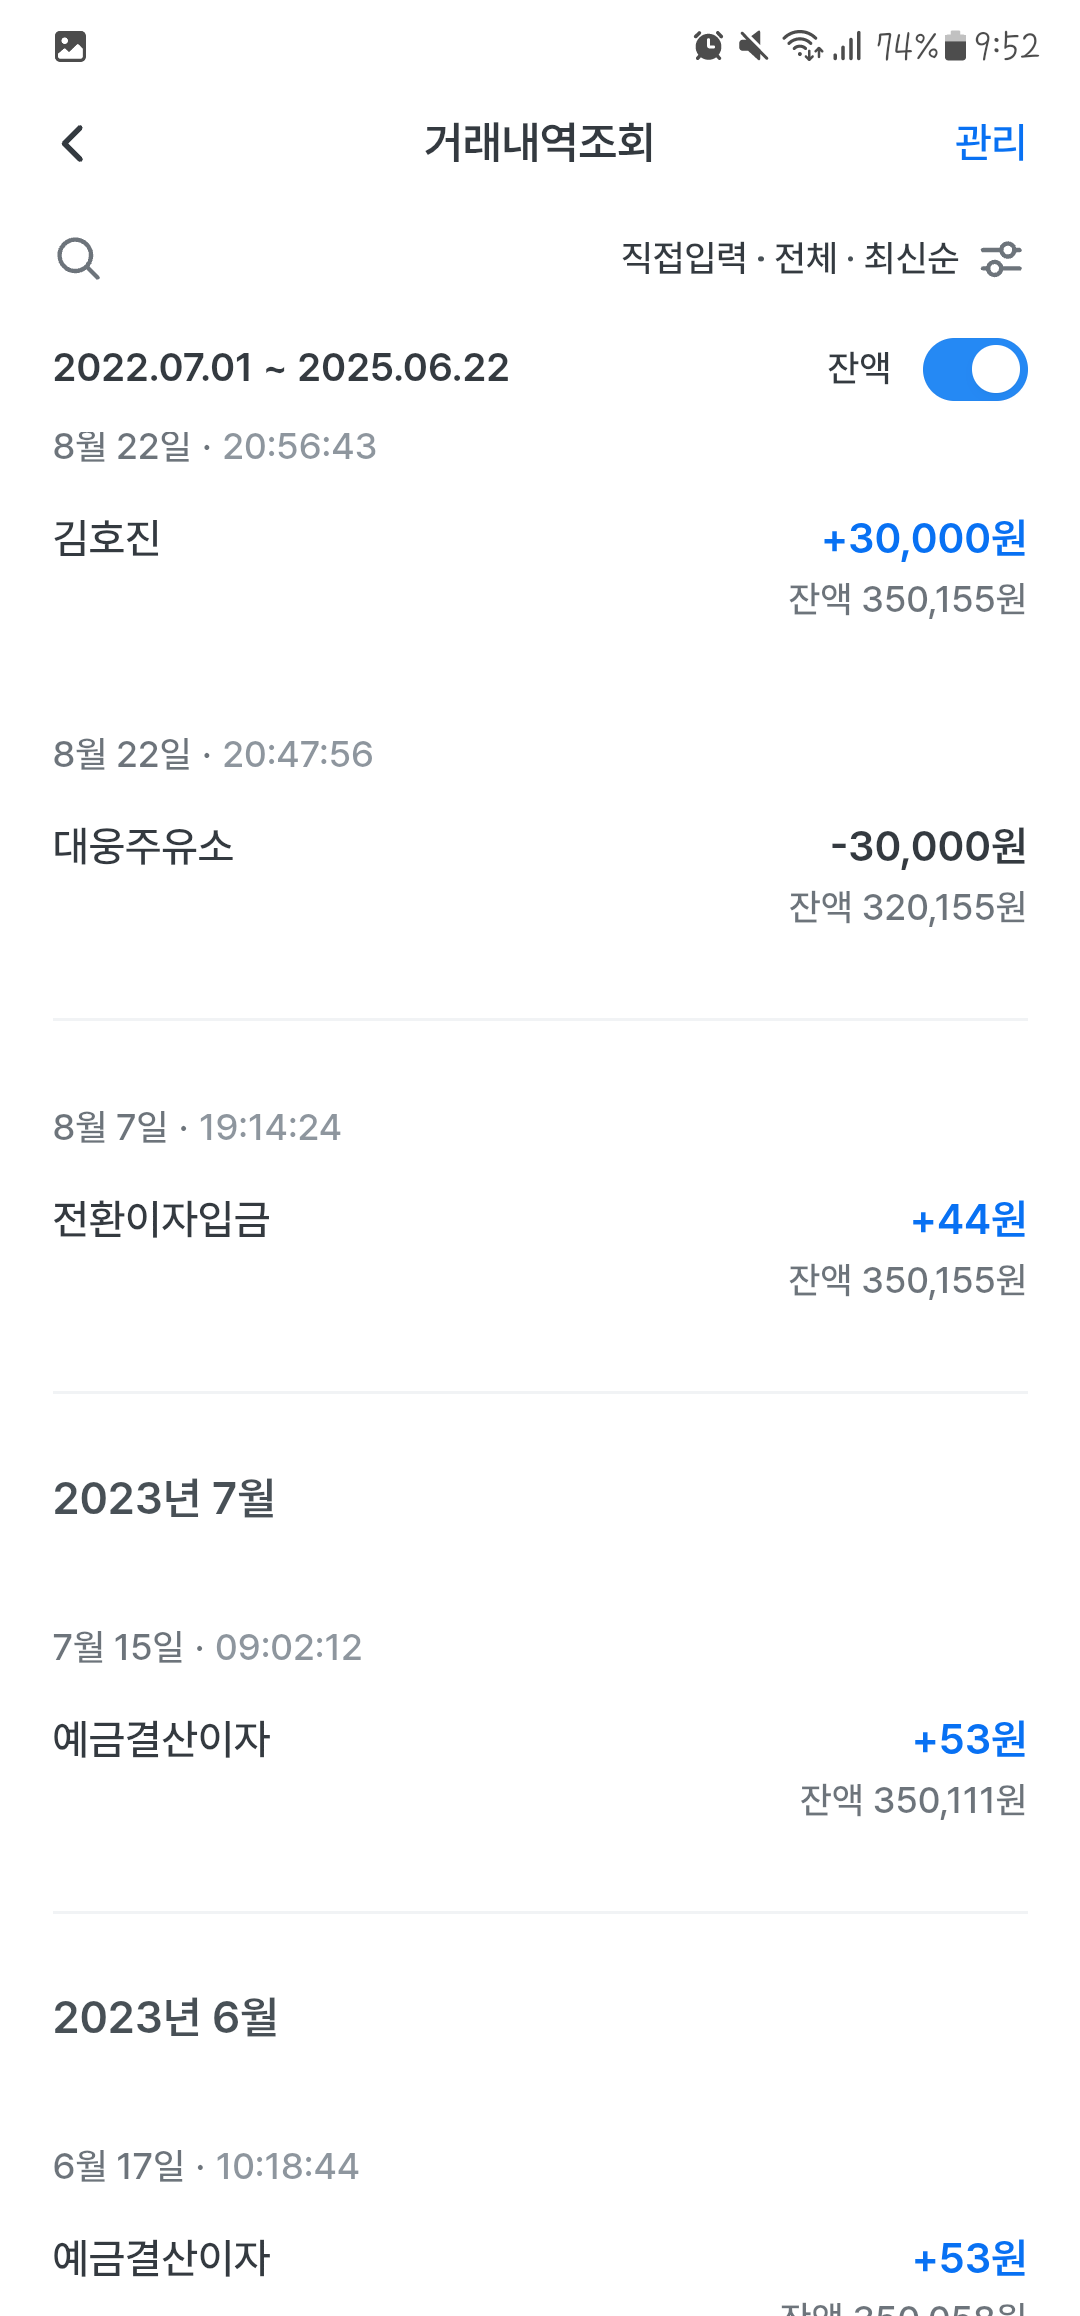 74% 9:52
거래내역조회 관리
직접입력 · 전체 · 최신순
2022.07.01 ~ 2025.06.22 잔액
8월 22일 · 20:56:43
김호진 +30,000원
잔액 350,155원
8월 22일 · 20:47:56
대웅주유소 -30,000원
잔액 320,155원
8월 7일 · 19:14:24
전환이자입금 +44원
잔액 350,155원
2023년 7월
7월 15일 · 09:02:12
예금결산이자 +53원
잔액 350,111원
2023년 6월
6월 17일 · 10:18:44
예금결산이자 +53원
잔액 350,058원